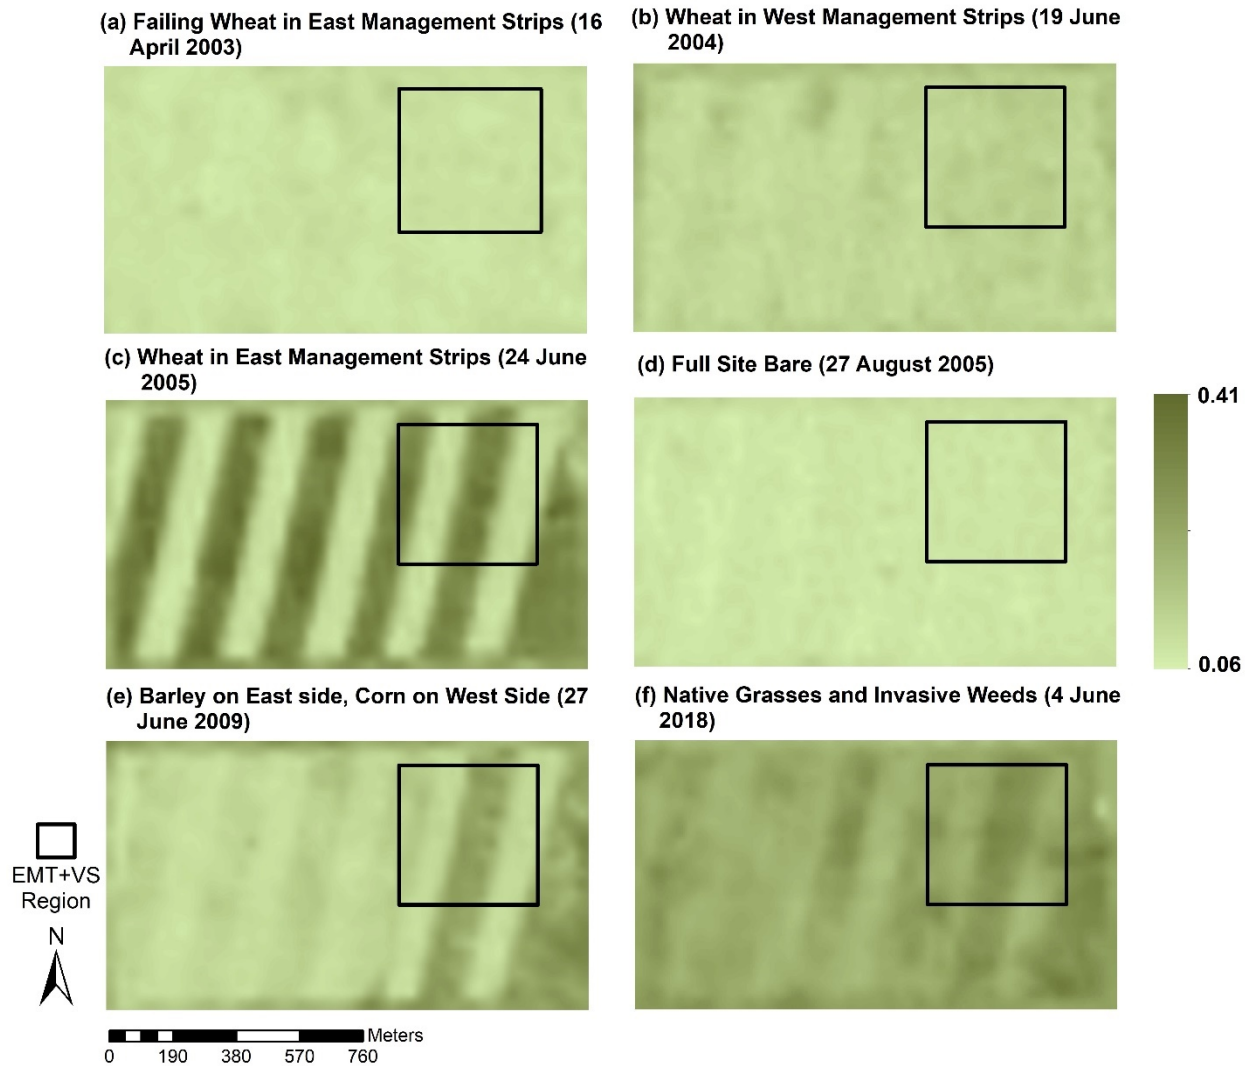 (a) Failing Wheat in East Management Strips (16
April 2003)
(b) Wheat in West Management Strips (19 June
2004)
(c) Wheat in East Management Strips (24 June
2005)
(d) Full Site Bare (27 August 2005)
0.41
0.06
(e) Barley on East side, Corn on West Side (27
June 2009)
(f) Native Grasses and Invasive Weeds (4 June
2018)
EMT+VS
Region
N
Meters
0 190 380 570 760